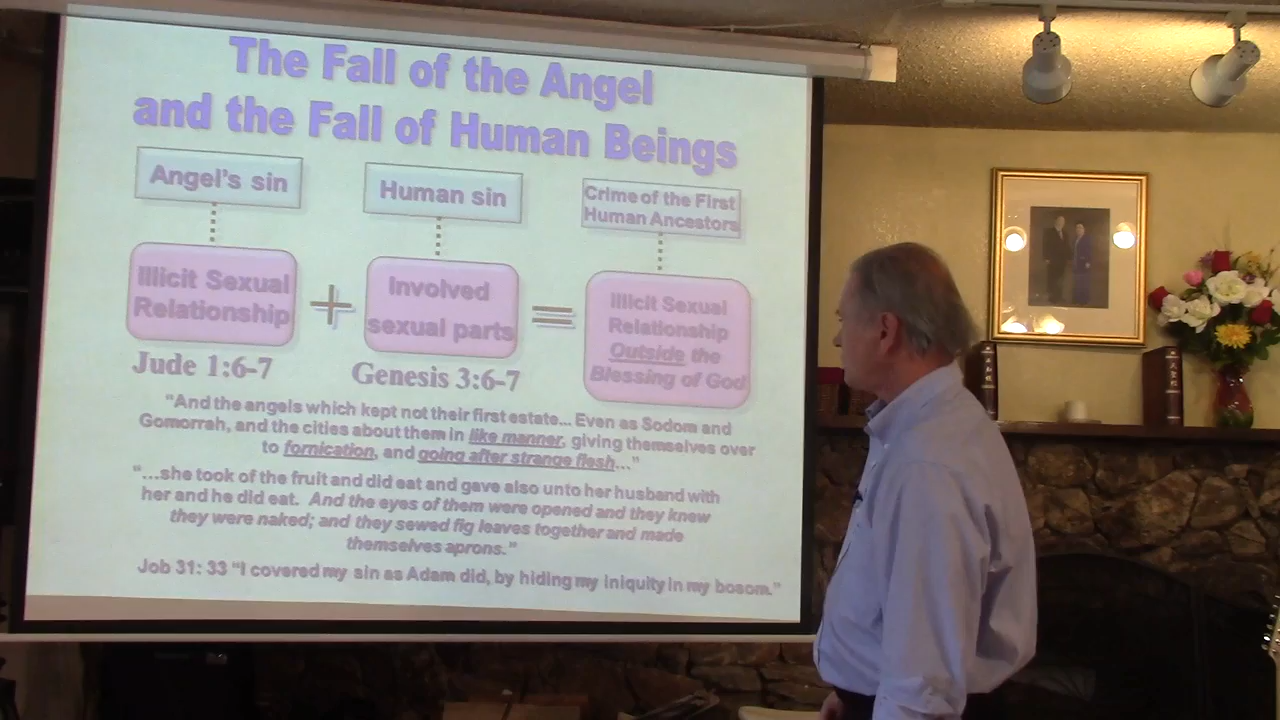 The Fall of the Angel
and the Fall of Human Beings
Angel's sin
Human sin
Crime of the First
Human Ancestors
Illicit Sexual
Relationship
+
Involved
sexual parts
=
Illicit Sexual
Relationship
Outside the
Blessing of God
Jude 1:6-7
Genesis 3:6-7
"And the angels which kept not their first estate... Even as Sodom and
Gomorrah, and the cities about them in like manner, giving themselves over
to fornication, and going after strange flesh..."
"...she took of the fruit and did eat and gave also unto her husband with
her and he did eat. And the eyes of them were opened and they knew
they were naked; and they sewed fig leaves together and made
themselves aprons."
Job 31: 33 "I covered my sin as Adam did, by hiding my iniquity in my bosom."